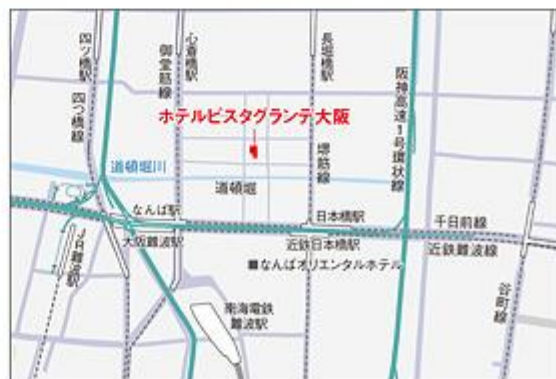 四ツ橋駅
四つ橋線
心斎橋駅
御堂筋線
長堀橋駅
堺筋線
阪神高速1号環状線
ホテルビスタグランデ大阪
道頓堀川
道頓堀
なんば駅
大阪難波駅
日本橋駅
近鉄日本橋駅
千日前線
近鉄難波線
JR難波駅
■なんばオリエンタルホテル
南海電鉄
難波駅
谷町線